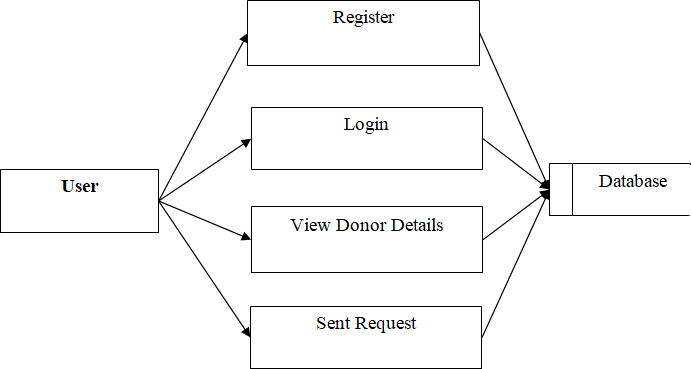 Register
Login
User
Database
View Donor Details
Sent Request